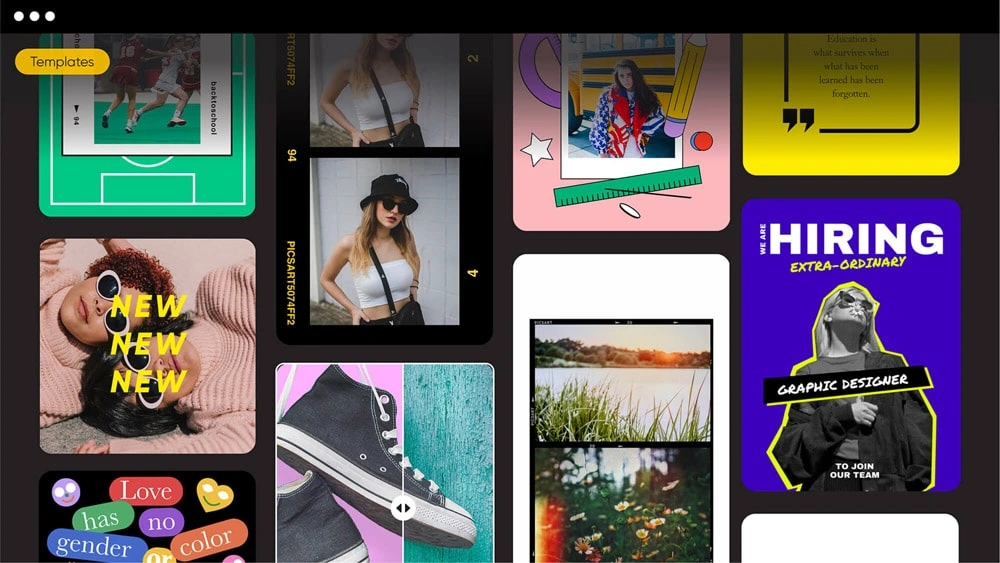 Templates
94
backtoschool
ART5074FF2
2
94
4
PICSART5074FF2
NEW
NEW
NEW
Love
has
no
gender
or
color
PICSART
Education is
what survives when
what has been
learned has been
forgotten.
”
WE ARE
HIRING
EXTRA-ORDINARY
GRAPHIC DESIGNER
TO JOIN
OUR TEAM